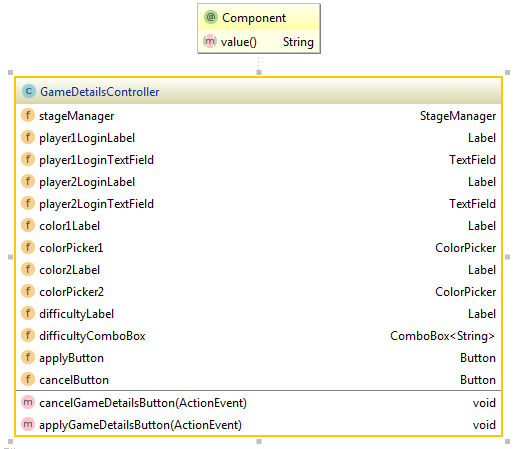 @ Component
m value() String
C GameDetailsController
f stageManager StageManager
f player1LoginLabel Label
f player1LoginTextField TextField
f player2LoginLabel Label
f player2LoginTextField TextField
f color1Label Label
f colorPicker1 ColorPicker
f color2Label Label
f colorPicker2 ColorPicker
f difficultyLabel Label
f difficultyComboBox ComboBox<String>
f applyButton Button
f cancelButton Button
m cancelGameDetailsButton(ActionEvent) void
m applyGameDetailsButton(ActionEvent) void